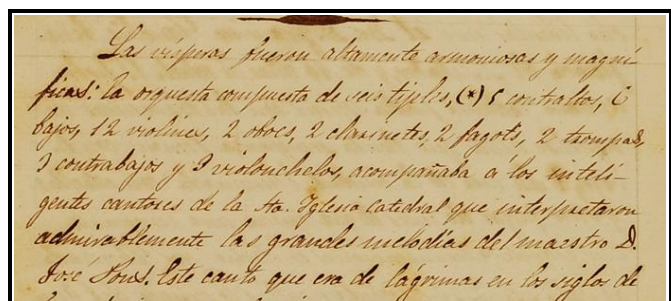 Las vísperas fueron altamente armoniosas y magní-
ficas: la orquesta compuesta de seis tiples, (*) 5 contraltos, 6
bajos, 12 violines, 2 oboes, 2 clarinetes, 2 fagots, 2 trompas,
3 contrabajos y 3 violonchelos, acompañaba á los inteli-
gentes cantores de la Sta. Iglesia catedral que interpretaron
admirablemente las grandes melodías del maestro D.
José Pons. Este canto que era de lágrimas en los siglos de